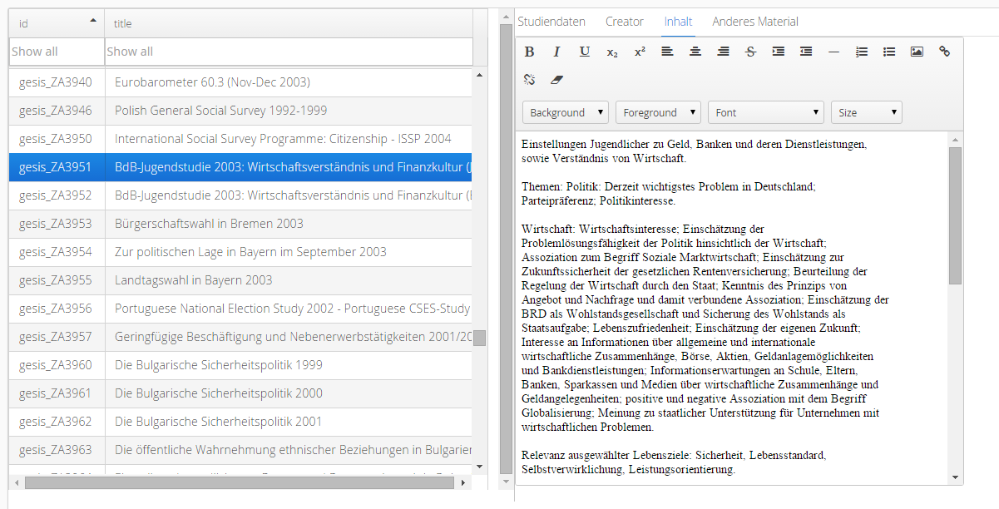 id title
Show all Show all
gesis_ZA3940 Eurobarometer 60.3 (Nov-Dec 2003)
gesis_ZA3946 Polish General Social Survey 1992-1999
gesis_ZA3950 International Social Survey Programme: Citizenship - ISSP 2004
gesis_ZA3951 BdB-Jugendstudie 2003: Wirtschaftsverständnis und Finanzkultur (J
gesis_ZA3952 BdB-Jugendstudie 2003: Wirtschaftsverständnis und Finanzkultur (E
gesis_ZA3953 Bürgerschaftswahl in Bremen 2003
gesis_ZA3954 Zur politischen Lage in Bayern im September 2003
gesis_ZA3955 Landtagswahl in Bayern 2003
gesis_ZA3956 Portuguese National Election Study 2002 - Portuguese CSES-Study
gesis_ZA3957 Geringfügige Beschäftigung und Nebenerwerbstätigkeiten 2001/20
gesis_ZA3960 Die Bulgarische Sicherheitspolitik 1999
gesis_ZA3961 Die Bulgarische Sicherheitspolitik 2000
gesis_ZA3962 Die Bulgarische Sicherheitspolitik 2001
gesis_ZA3963 Die öffentliche Wahrnehmung ethnischer Beziehungen in Bulgarien
Studiendaten Creator Inhalt Anderes Material
B I U x₂ x² S
Background Foreground Font Size
Einstellungen Jugendlicher zu Geld, Banken und deren Dienstleistungen,
sowie Verständnis von Wirtschaft.
Themen: Politik: Derzeit wichtigstes Problem in Deutschland;
Parteipräferenz; Politikinteresse.
Wirtschaft: Wirtschaftsinteresse; Einschätzung der
Problemlösungsfähigkeit der Politik hinsichtlich der Wirtschaft;
Assoziation zum Begriff Soziale Marktwirtschaft; Einschätzung zur
Zukunftssicherheit der gesetzlichen Rentenversicherung; Beurteilung der
Regelung der Wirtschaft durch den Staat; Kenntnis des Prinzips von
Angebot und Nachfrage und damit verbundene Assoziation; Einschätzung der
BRD als Wohlstandsgesellschaft und Sicherung des Wohlstands als
Staatsaufgabe; Lebenszufriedenheit; Einschätzung der eigenen Zukunft;
Interesse an Informationen über allgemeine und internationale
wirtschaftliche Zusammenhänge, Börse, Aktien, Geldanlagemöglichkeiten
und Bankdienstleistungen; Informationserwartungen an Schule, Eltern,
Banken, Sparkassen und Medien über wirtschaftliche Zusammenhänge und
Geldangelegenheiten; positive und negative Assoziation mit dem Begriff
Globalisierung; Meinung zu staatlicher Unterstützung für Unternehmen mit
wirtschaftlichen Problemen.
Relevanz ausgewählter Lebensziele: Sicherheit, Lebensstandard,
Selbstverwirklichung, Leistungsorientierung.